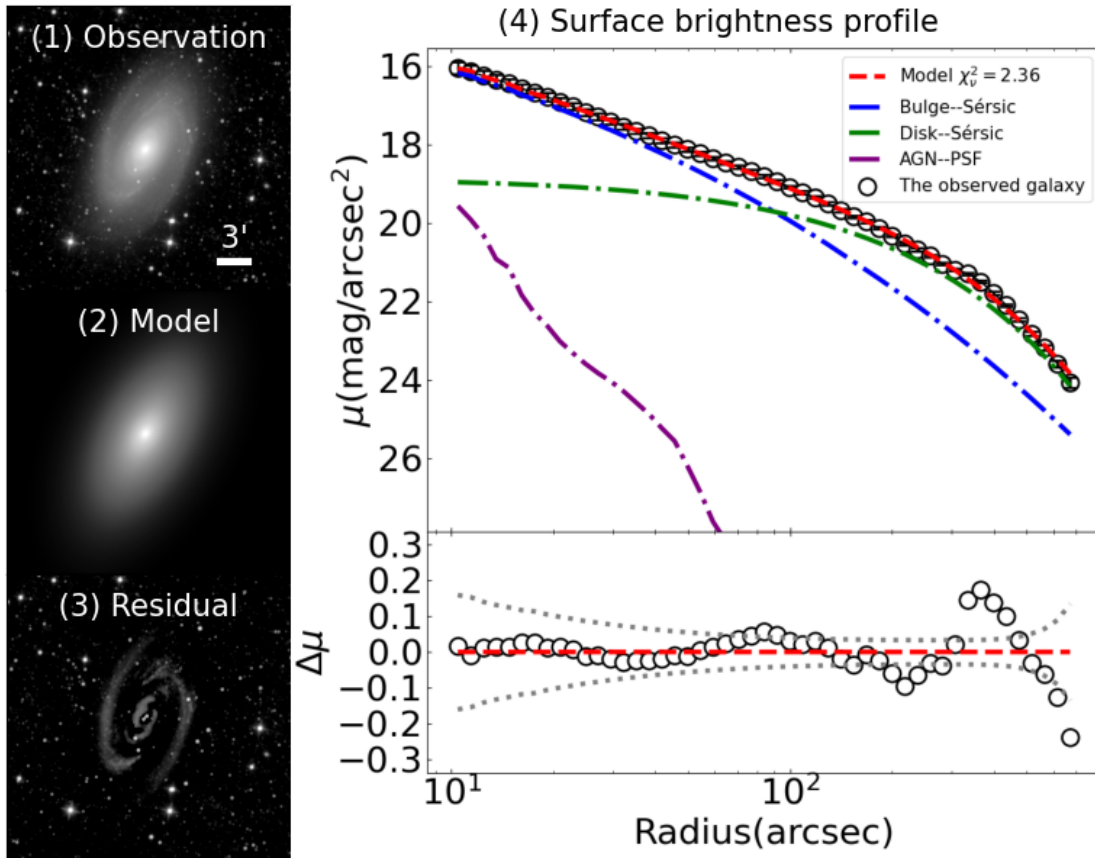 (1) Observation
3'
(2) Model
(3) Residual
(4) Surface brightness profile
μ(mag/arcsec²)
16
18
20
22
24
26
Model χ²ᵥ = 2.36
Bulge--Sérsic
Disk--Sérsic
AGN--PSF
The observed galaxy
Δμ
0.3
0.2
0.1
0.0
−0.1
−0.2
−0.3
10¹
10²
Radius(arcsec)